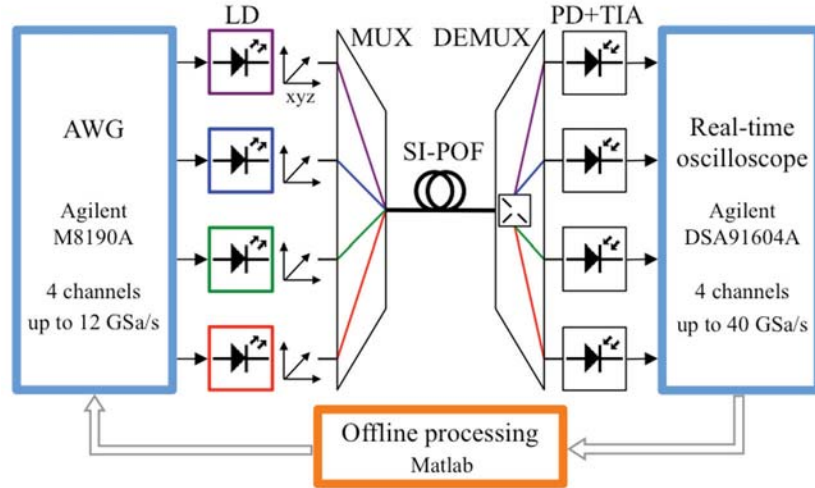 LD
PD+TIA
MUX
DEMUX
xyz
AWG
Agilent
M8190A
4 channels
up to 12 GSa/s
SI-POF
Real-time
oscilloscope
Agilent
DSA91604A
4 channels
up to 40 GSa/s
Offline processing
Matlab